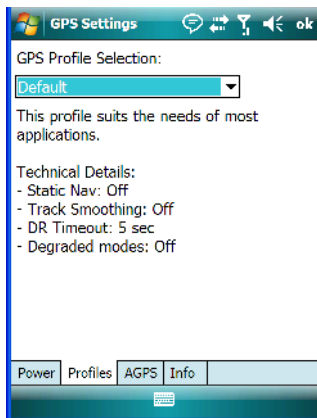 GPS Settings ok
GPS Profile Selection:
Default
This profile suits the needs of most
applications.
Technical Details:
- Static Nav: Off
- Track Smoothing: Off
- DR Timeout: 5 sec
- Degraded modes: Off
Power Profiles AGPS Info